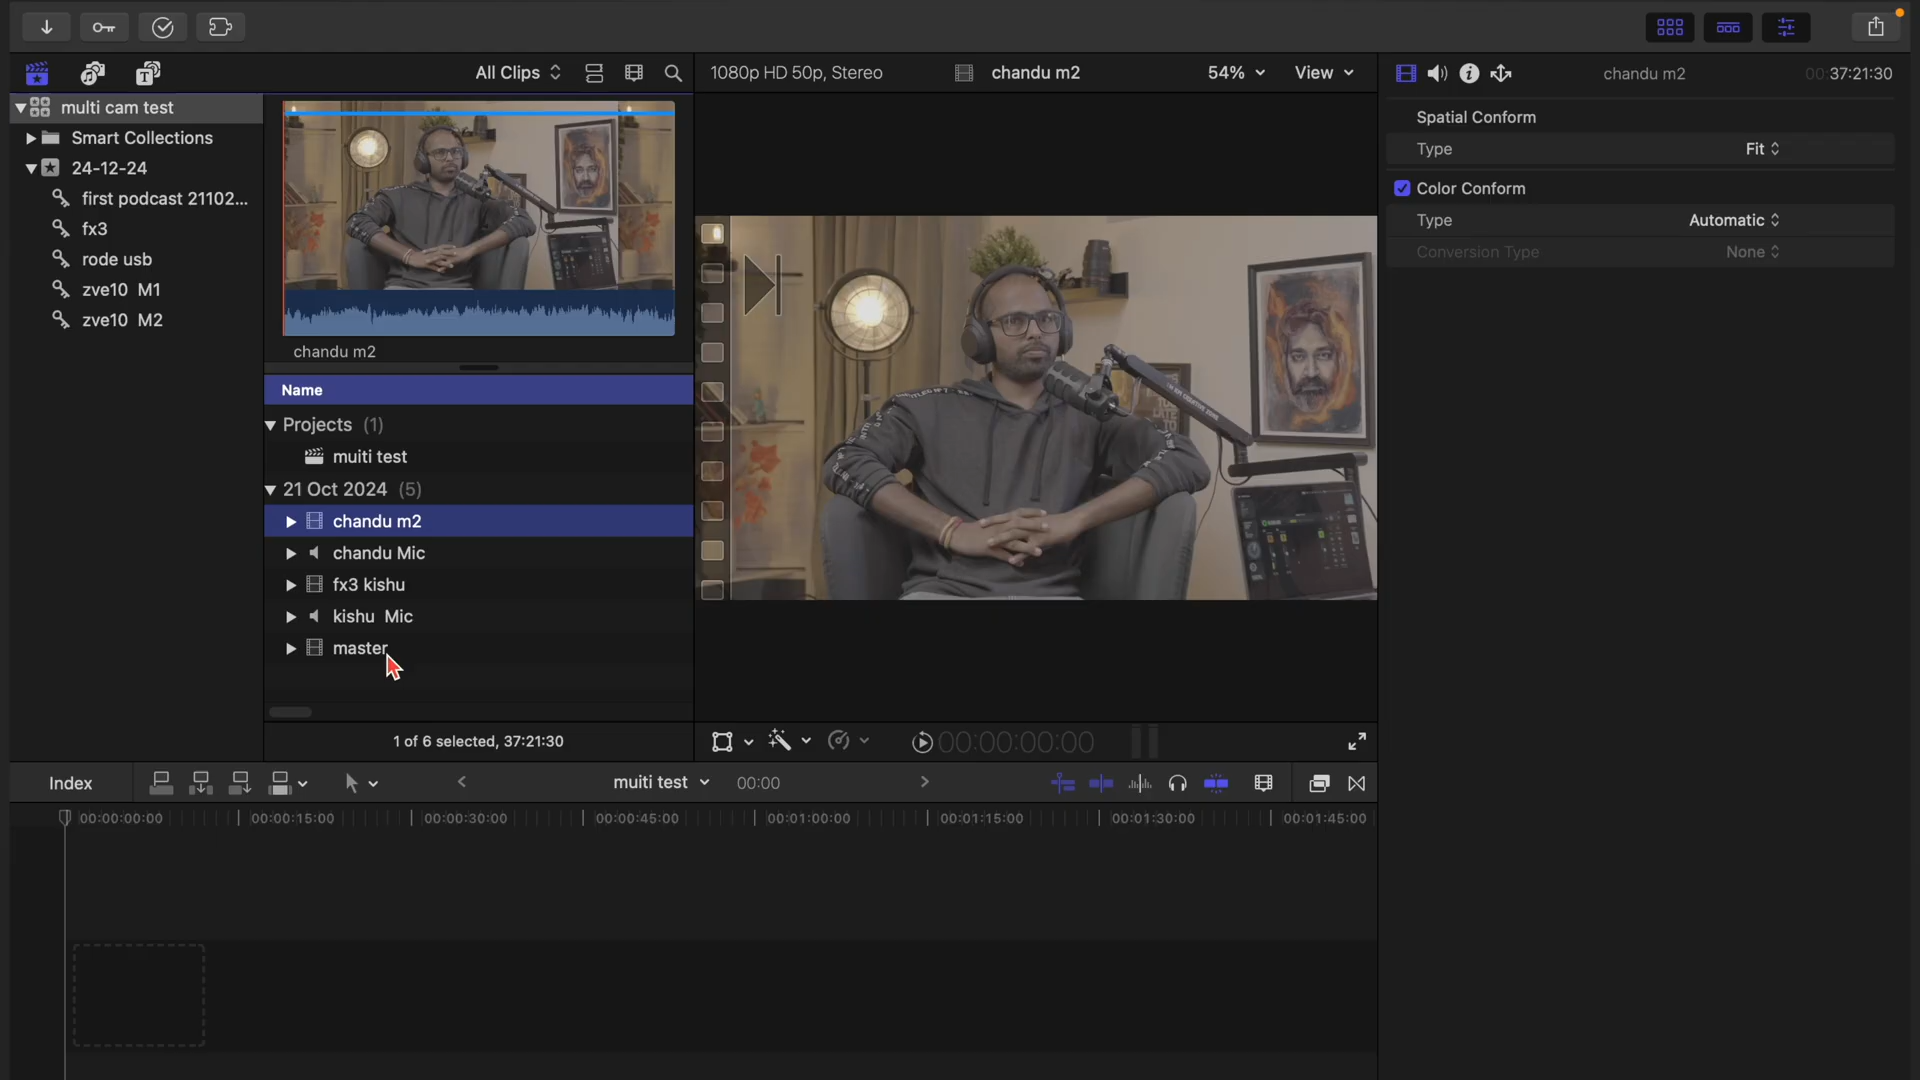 All Clips
1080p HD 50p, Stereo
chandu m2
54%
View
chandu m2
00:37:21:30
multi cam test
Smart Collections
24-12-24
first podcast 21102...
fx3
rode usb
zve10 M1
zve10 M2
chandu m2
Name
Projects (1)
muiti test
21 Oct 2024 (5)
chandu m2
chandu Mic
fx3 kishu
kishu Mic
master
1 of 6 selected, 37:21:30
Spatial Conform
Type Fit
Color Conform
Type Automatic
Conversion Type None
00:00:00:00
Index
muiti test
00:00
00:00:00:00
00:00:15:00
00:00:30:00
00:00:45:00
00:01:00:00
00:01:15:00
00:01:30:00
00:01:45:00